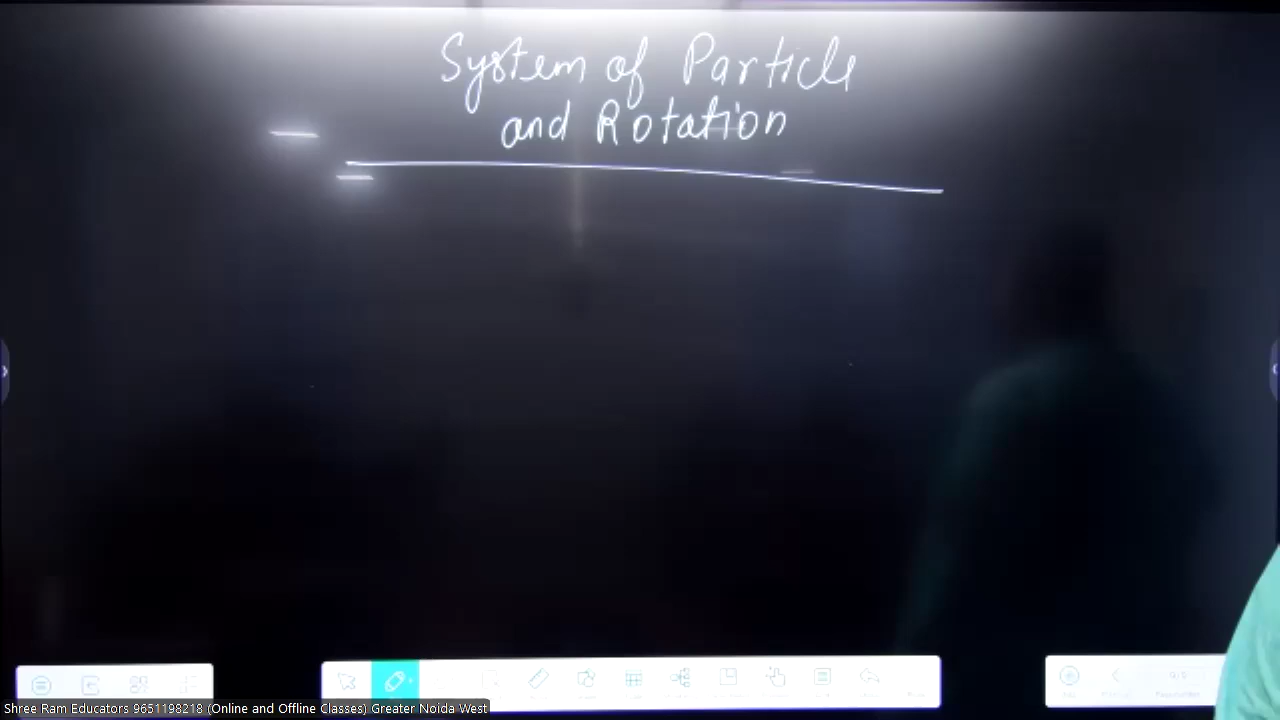 System of Particle
and Rotation
Shree Ram Educators 9651198218 (Online and Offline Classes) Greater Noida West